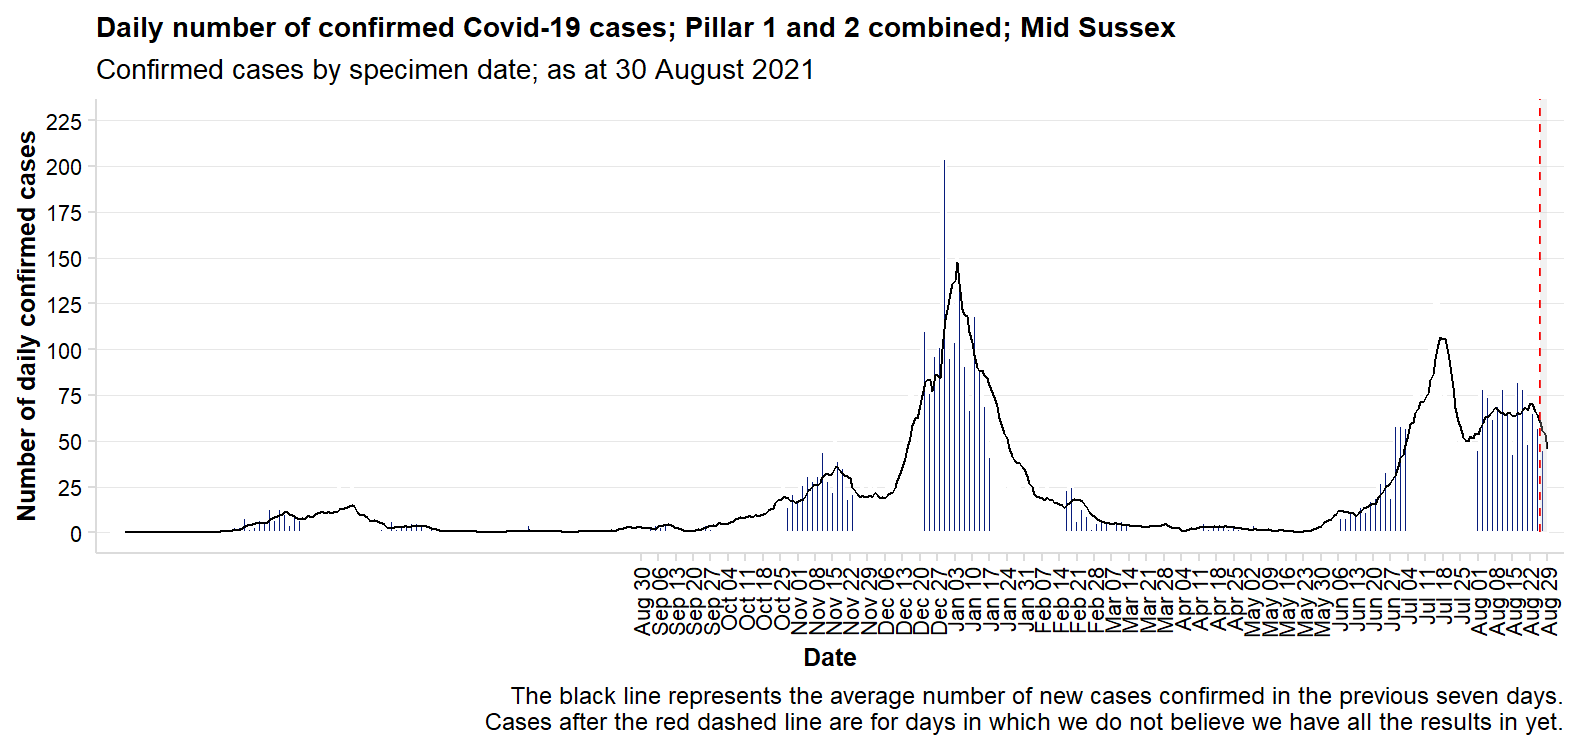 Daily number of confirmed Covid-19 cases; Pillar 1 and 2 combined; Mid Sussex
Confirmed cases by specimen date; as at 30 August 2021
Number of daily confirmed cases
225
200
175
150
125
100
75
50
25
0
Aug 30
Sep 06
Sep 13
Sep 20
Sep 27
Oct 04
Oct 11
Oct 18
Oct 25
Nov 01
Nov 08
Nov 15
Nov 22
Nov 29
Dec 06
Dec 13
Dec 20
Dec 27
Jan 03
Jan 10
Jan 17
Jan 24
Jan 31
Feb 07
Feb 14
Feb 21
Feb 28
Mar 07
Mar 14
Mar 21
Mar 28
Apr 04
Apr 11
Apr 18
Apr 25
May 02
May 09
May 16
May 23
May 30
Jun 06
Jun 13
Jun 20
Jun 27
Jul 04
Jul 11
Jul 18
Jul 25
Aug 01
Aug 08
Aug 15
Aug 22
Aug 29
Date
The black line represents the average number of new cases confirmed in the previous seven days.
Cases after the red dashed line are for days in which we do not believe we have all the results in yet.